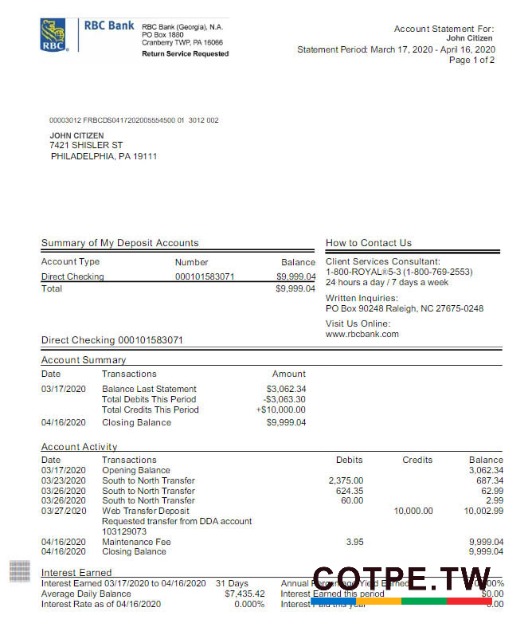 RBC Bank
RBC
RBC Bank (Georgia), N.A.
PO Box 1880
Cranberry TWP, PA 16066
Return Service Requested
Account Statement For:
John Citizen
Statement Period: March 17, 2020 - April 16, 2020
Page 1 of 2
00003012 FRBCDS0417202005554500 01 3012 002
JOHN CITIZEN
7421 SHISLER ST
PHILADELPHIA, PA 19111
Summary of My Deposit Accounts
Account Type Number Balance
Direct Checking 000101583071 $9,999.04
Total $9,999.04
How to Contact Us
Client Services Consultant:
1-800-ROYAL®5-3 (1-800-769-2553)
24 hours a day / 7 days a week
Written Inquiries:
PO Box 90248 Raleigh, NC 27675-0248
Visit Us Online:
www.rbcbank.com
Direct Checking 000101583071
Account Summary
Date Transactions Amount
03/17/2020 Balance Last Statement $3,062.34
Total Debits This Period -$3,063.30
Total Credits This Period +$10,000.00
04/16/2020 Closing Balance $9,999.04
Account Activity
Date Transactions Debits Credits Balance
03/17/2020 Opening Balance 3,062.34
03/23/2020 South to North Transfer 2,375.00 687.34
03/26/2020 South to North Transfer 624.35 62.99
03/26/2020 South to North Transfer 60.00 2.99
03/27/2020 Web Transfer Deposit 10,000.00 10,002.99
Requested transfer from DDA account
103129073
04/16/2020 Maintenance Fee 3.95 9,999.04
04/16/2020 Closing Balance 9,999.04
Interest Earned
Interest Earned 03/17/2020 to 04/16/2020 31 Days Annual Percentage Yield Earned
Average Daily Balance $7,435.42 Interest Earned this period $0.00
Interest Rate as of 04/16/2020 0.000% Interest Paid this year
COTPE.TW